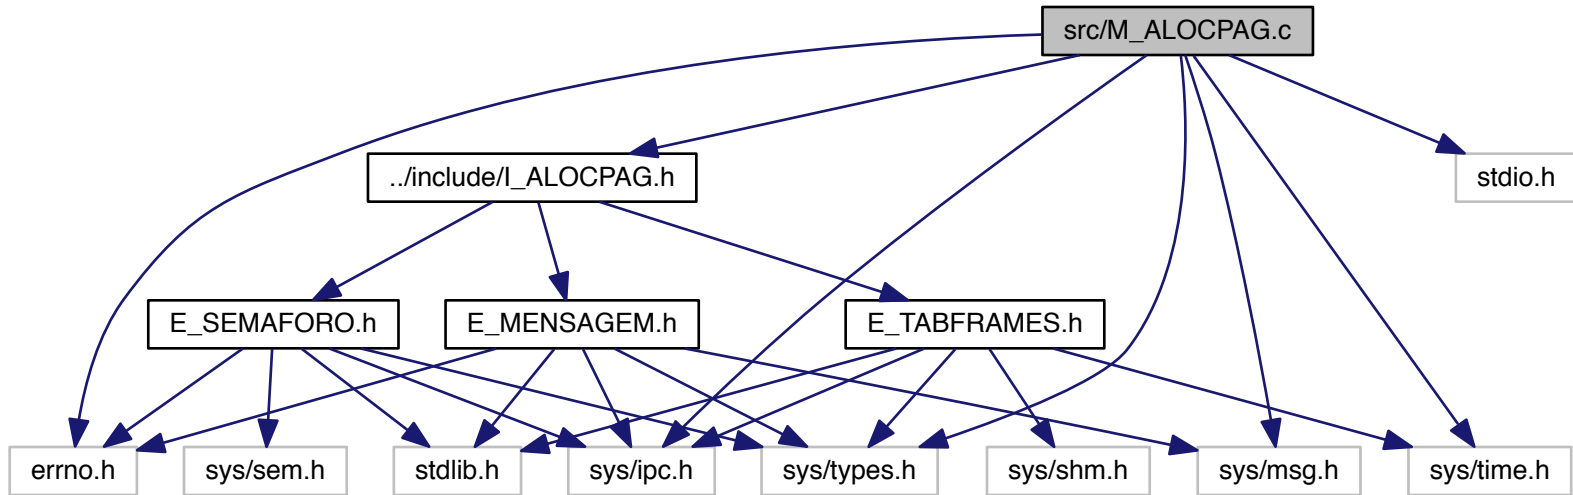 src/M_ALOCPAG.c
../include/I_ALOCPAG.h
stdio.h
E_SEMAFORO.h
E_MENSAGEM.h
E_TABFRAMES.h
errno.h
sys/sem.h
stdlib.h
sys/ipc.h
sys/types.h
sys/shm.h
sys/msg.h
sys/time.h